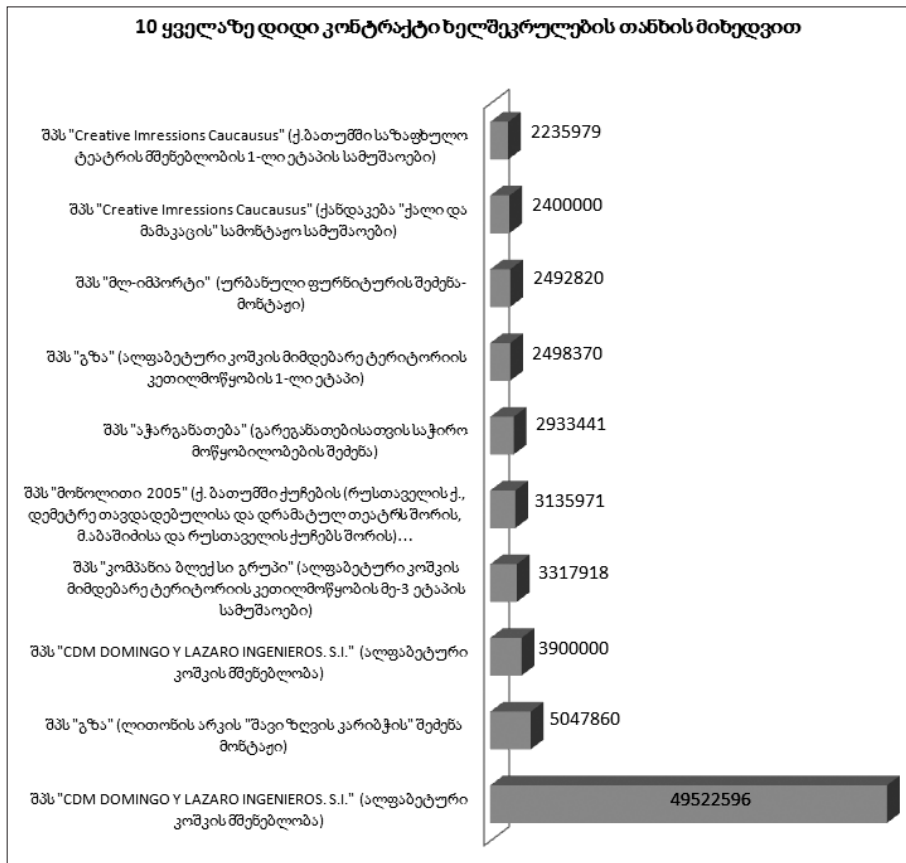 10 ყველაზე დიდი კონტრაქტი ხელშეკრულების თანხის მიხედვით
შპს "Creative Imressions Caucausus" (ქ.ბათუმში საზაფხულო
ტეატრის მშენებლობის 1-ლი ეტაპის სამუშაოები)
2235979
შპს "Creative Imressions Caucausus" (ქანდაკება "ქალი და
მამაკაცის" სამონტაჟო სამუშაოები)
2400000
შპს "მლ-იმპორტი" (ურბანული ფურნიტურის შეძენა-
მონტაჟი)
2492820
შპს "გზა" (ალფაბეტური კოშკის მიმდებარე ტერიტორიის
კეთილმოწყობის 1-ლი ეტაპი)
2498370
შპს "აჭარგანათება" (გარეგანათებისათვის საჭირო
მოწყობილობების შეძენა)
2933441
შპს "მონოლითი 2005" (ქ. ბათუმში ქუჩების (რუსთაველის ქ.,
დემეტრე თავდადებულისა და დრამატულ თეატრს შორის,
მ.აბაშიძისა და რუსთაველის ქუჩებს შორის)...
3135971
შპს "კომპანია ბლექ სი გრუპი" (ალფაბეტური კოშკის
მიმდებარე ტერიტორიის კეთილმოწყობის მე-3 ეტაპის
სამუშაოები)
3317918
შპს "CDM DOMINGO Y LAZARO INGENIEROS. S.I." (ალფაბეტური
კოშკის მშენებლობა)
3900000
შპს "გზა" (ლითონის არკის "შავი ზღვის კარიბჭის" შეძენა
მონტაჟი)
5047860
შპს "CDM DOMINGO Y LAZARO INGENIEROS. S.I." (ალფაბეტური
კოშკის მშენებლობა)
49522596